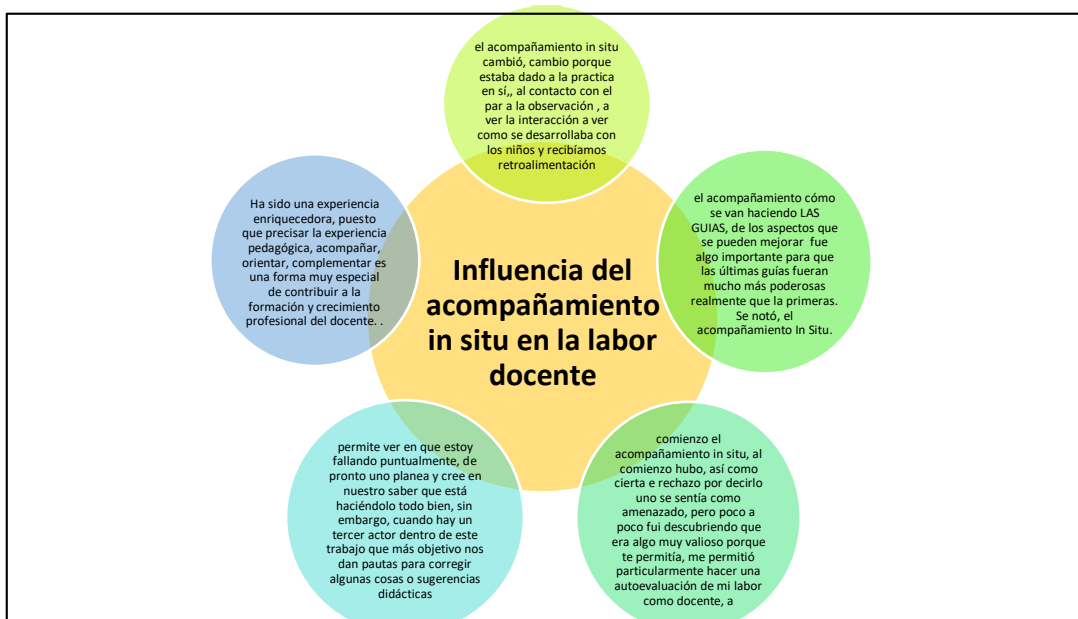 el acompañamiento in situ
cambió, cambio porque
estaba dado a la practica
en sí,, al contacto con el
par a la observación , a
ver la interacción a ver
como se desarrollaba con
los niños y recibíamos
retroalimentación
el acompañamiento cómo
se van haciendo LAS
GUIAS, de los aspectos que
se pueden mejorar fue
algo importante para que
las últimas guías fueran
mucho más poderosas
realmente que la primeras.
Se notó, el
acompañamiento In Situ.
comienzo el
acompañamiento in situ, al
comienzo hubo, así como
cierta e rechazo por decirlo
uno se sentía como
amenazado, pero poco a
poco fui descubriendo que
era algo muy valioso porque
te permitía, me permitió
particularmente hacer una
autoevaluación de mi labor
como docente, a
permite ver en que estoy
fallando puntualmente, de
pronto uno planea y cree en
nuestro saber que está
haciéndolo todo bien, sin
embargo, cuando hay un
tercer actor dentro de este
trabajo que más objetivo nos
dan pautas para corregir
algunas cosas o sugerencias
didácticas
Ha sido una experiencia
enriquecedora, puesto
que precisar la experiencia
pedagógica, acompañar,
orientar, complementar es
una forma muy especial
de contribuir a la
formación y crecimiento
profesional del docente. .
Influencia del
acompañamiento
in situ en la labor
docente